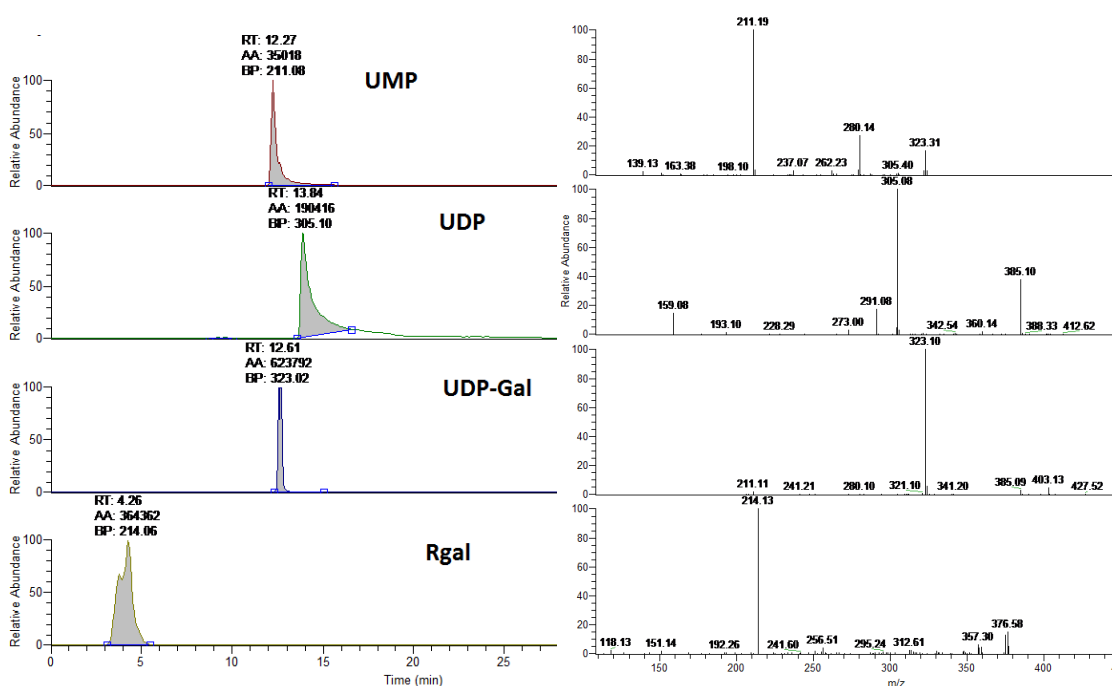 RT: 12.27
AA: 35018
BP: 211.08
UMP
Relative Abundance
100
50
0
RT: 13.84
AA: 190416
BP: 305.10
UDP
Relative Abundance
100
50
0
RT: 12.61
AA: 623792
BP: 323.02
UDP-Gal
Relative Abundance
100
50
0
RT: 4.26
AA: 364362
BP: 214.06
Rgal
Relative Abundance
100
50
0
0 5 10 15 20 25
Time (min)
211.19
100
80
60
40
20
0
139.13 163.38 198.10 237.07 262.23 280.14 305.40 323.31
305.08
Relative Abundance
100
80
60
40
20
0
159.08 193.10 228.29 273.00 291.08 342.54 360.14 385.10 388.33 412.62
323.10
100
80
60
40
20
0
211.11 241.21 280.10 321.10 341.20 385.09 403.13 427.52
214.13
100
80
60
40
20
0
118.13 151.14 192.26 241.60 256.51 295.24 312.61 357.30 376.58
150 200 250 300 350 400
m/z